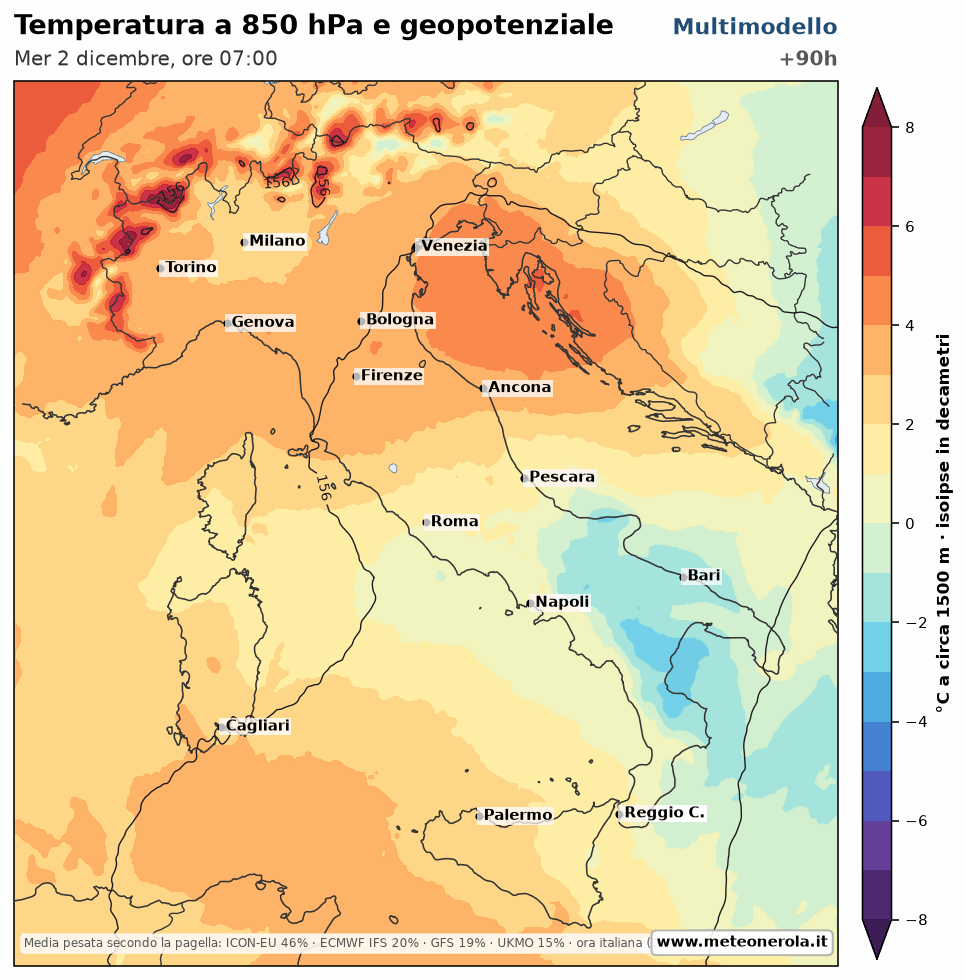 Temperatura a 850 hPa e geopotenziale
Multimodello
Mer 2 dicembre, ore 07:00
+90h
156
156
156
Milano
Venezia
Torino
Genova
Bologna
Firenze
Ancona
Pescara
156
Roma
Bari
Napoli
Cagliari
Palermo
Reggio C.
8
6
4
2
0
−2
−4
−6
−8
°C a circa 1500 m · isoipse in decametri
Media pesata secondo la pagella: ICON-EU 46% · ECMWF IFS 20% · GFS 19% · UKMO 15% · ora italiana (
www.meteonerola.it